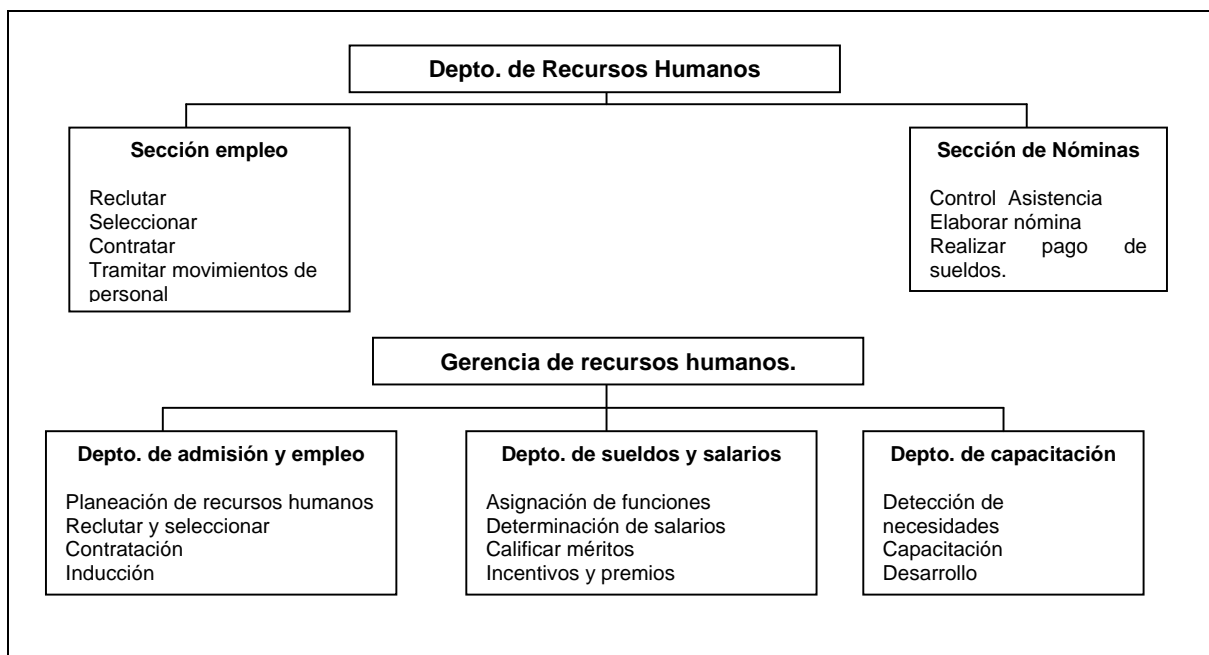 Depto. de Recursos Humanos
Sección empleo
Reclutar
Seleccionar
Contratar
Tramitar movimientos de
personal
Sección de Nóminas
Control Asistencia
Elaborar nómina
Realizar pago de
sueldos.
Gerencia de recursos humanos.
Depto. de admisión y empleo
Planeación de recursos humanos
Reclutar y seleccionar
Contratación
Inducción
Depto. de sueldos y salarios
Asignación de funciones
Determinación de salarios
Calificar méritos
Incentivos y premios
Depto. de capacitación
Detección de
necesidades
Capacitación
Desarrollo